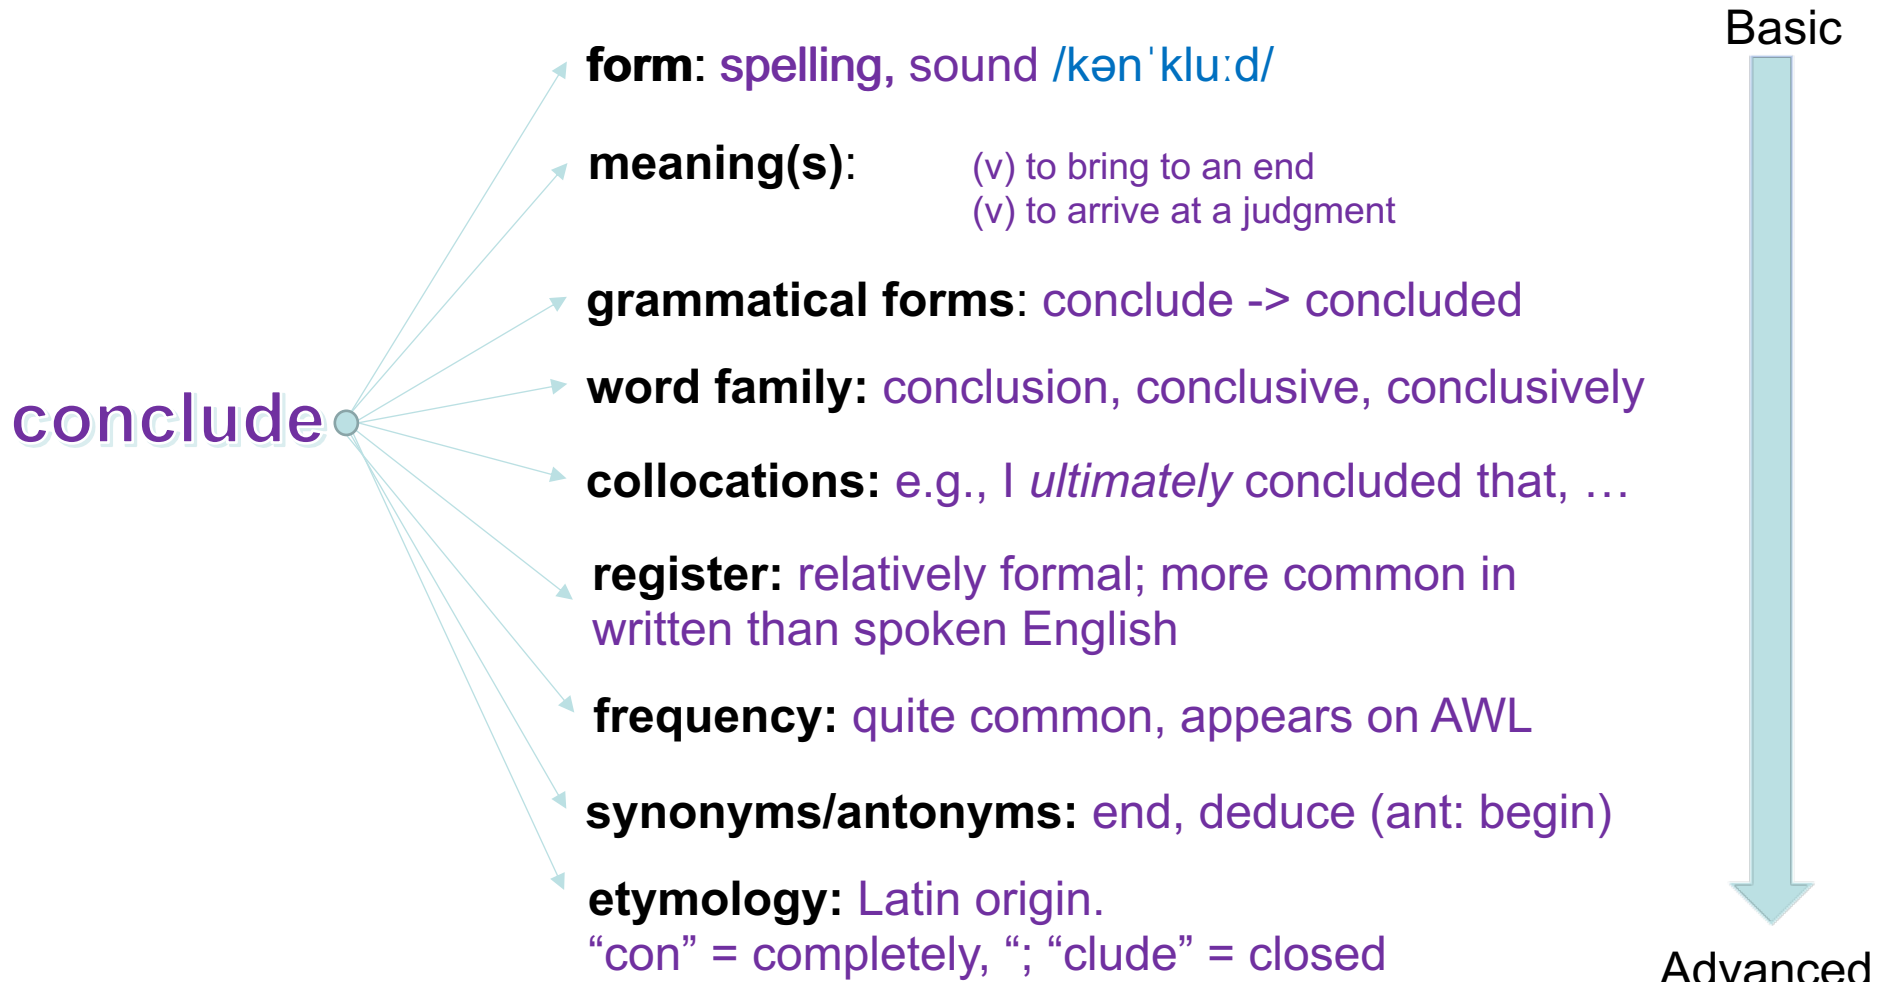 Basic
form: spelling, sound /kənˈkluːd/
meaning(s): (v) to bring to an end
(v) to arrive at a judgment
grammatical forms: conclude -> concluded
word family: conclusion, conclusive, conclusively
conclude
collocations: e.g., I ultimately concluded that, …
register: relatively formal; more common in
written than spoken English
frequency: quite common, appears on AWL
synonyms/antonyms: end, deduce (ant: begin)
etymology: Latin origin.
“con” = completely, “; “clude” = closed
Advanced